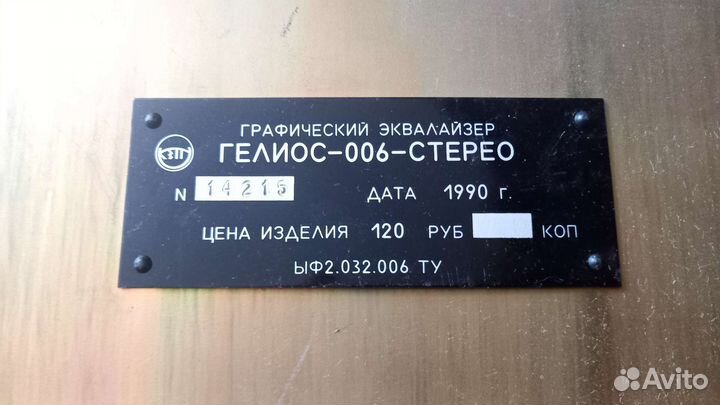 ГРАФИЧЕСКИЙ ЭКВАЛАЙЗЕР
ГЕЛИОС-006-СТЕРЕО
N 14215 ДАТА 1990 г.
ЦЕНА ИЗДЕЛИЯ 120 РУБ КОП
ЫФ2.032.006 ТУ
Avito